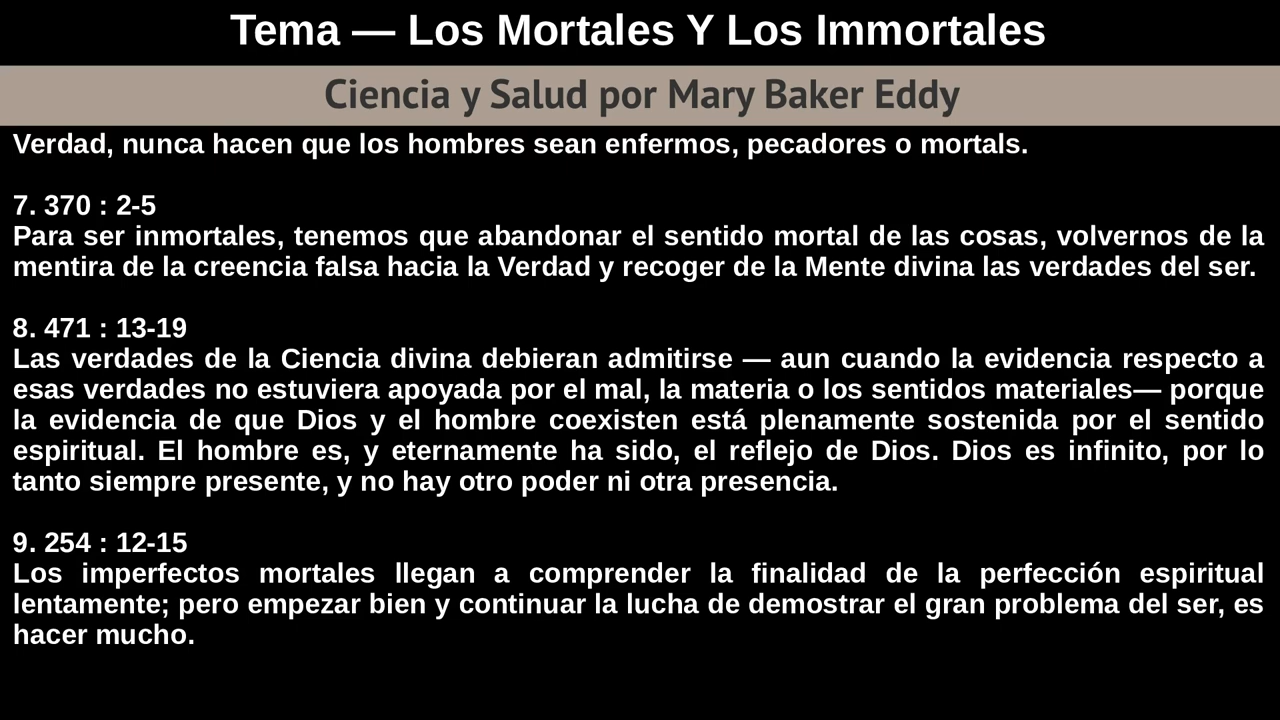 Tema — Los Mortales Y Los Immortales
Ciencia y Salud por Mary Baker Eddy
Verdad, nunca hacen que los hombres sean enfermos, pecadores o mortals.
7. 370 : 2-5
Para ser inmortales, tenemos que abandonar el sentido mortal de las cosas, volvernos de la
mentira de la creencia falsa hacia la Verdad y recoger de la Mente divina las verdades del ser.
8. 471 : 13-19
Las verdades de la Ciencia divina debieran admitirse — aun cuando la evidencia respecto a
esas verdades no estuviera apoyada por el mal, la materia o los sentidos materiales— porque
la evidencia de que Dios y el hombre coexisten está plenamente sostenida por el sentido
espiritual. El hombre es, y eternamente ha sido, el reflejo de Dios. Dios es infinito, por lo
tanto siempre presente, y no hay otro poder ni otra presencia.
9. 254 : 12-15
Los imperfectos mortales llegan a comprender la finalidad de la perfección espiritual
lentamente; pero empezar bien y continuar la lucha de demostrar el gran problema del ser, es
hacer mucho.